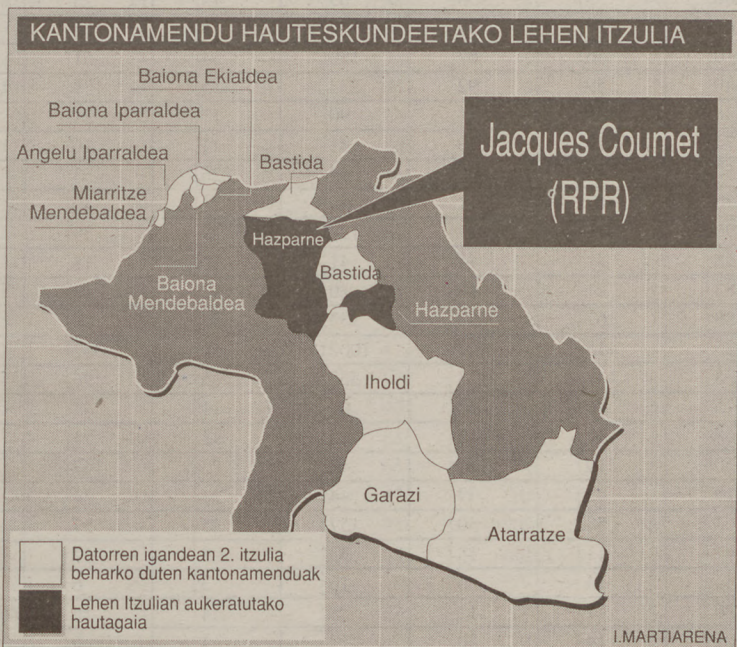 KANTONAMENDU HAUTESKUNDEETAKO LEHEN ITZULIA
Baiona Ekialdea
Baiona Iparraldea
Angelu Iparraldea
Miarritze
Mendebaldea
Bastida
Jacques Coumet
(RPR)
Hazparne
Baiona
Mendebaldea
Bastida
Hazparne
Iholdi
Garazi
Atarratze
Datorren igandean 2. itzulia
beharko duten kantonamenduak
Lehen Itzulian aukeratutako
hautagaia
I.MARTIARENA